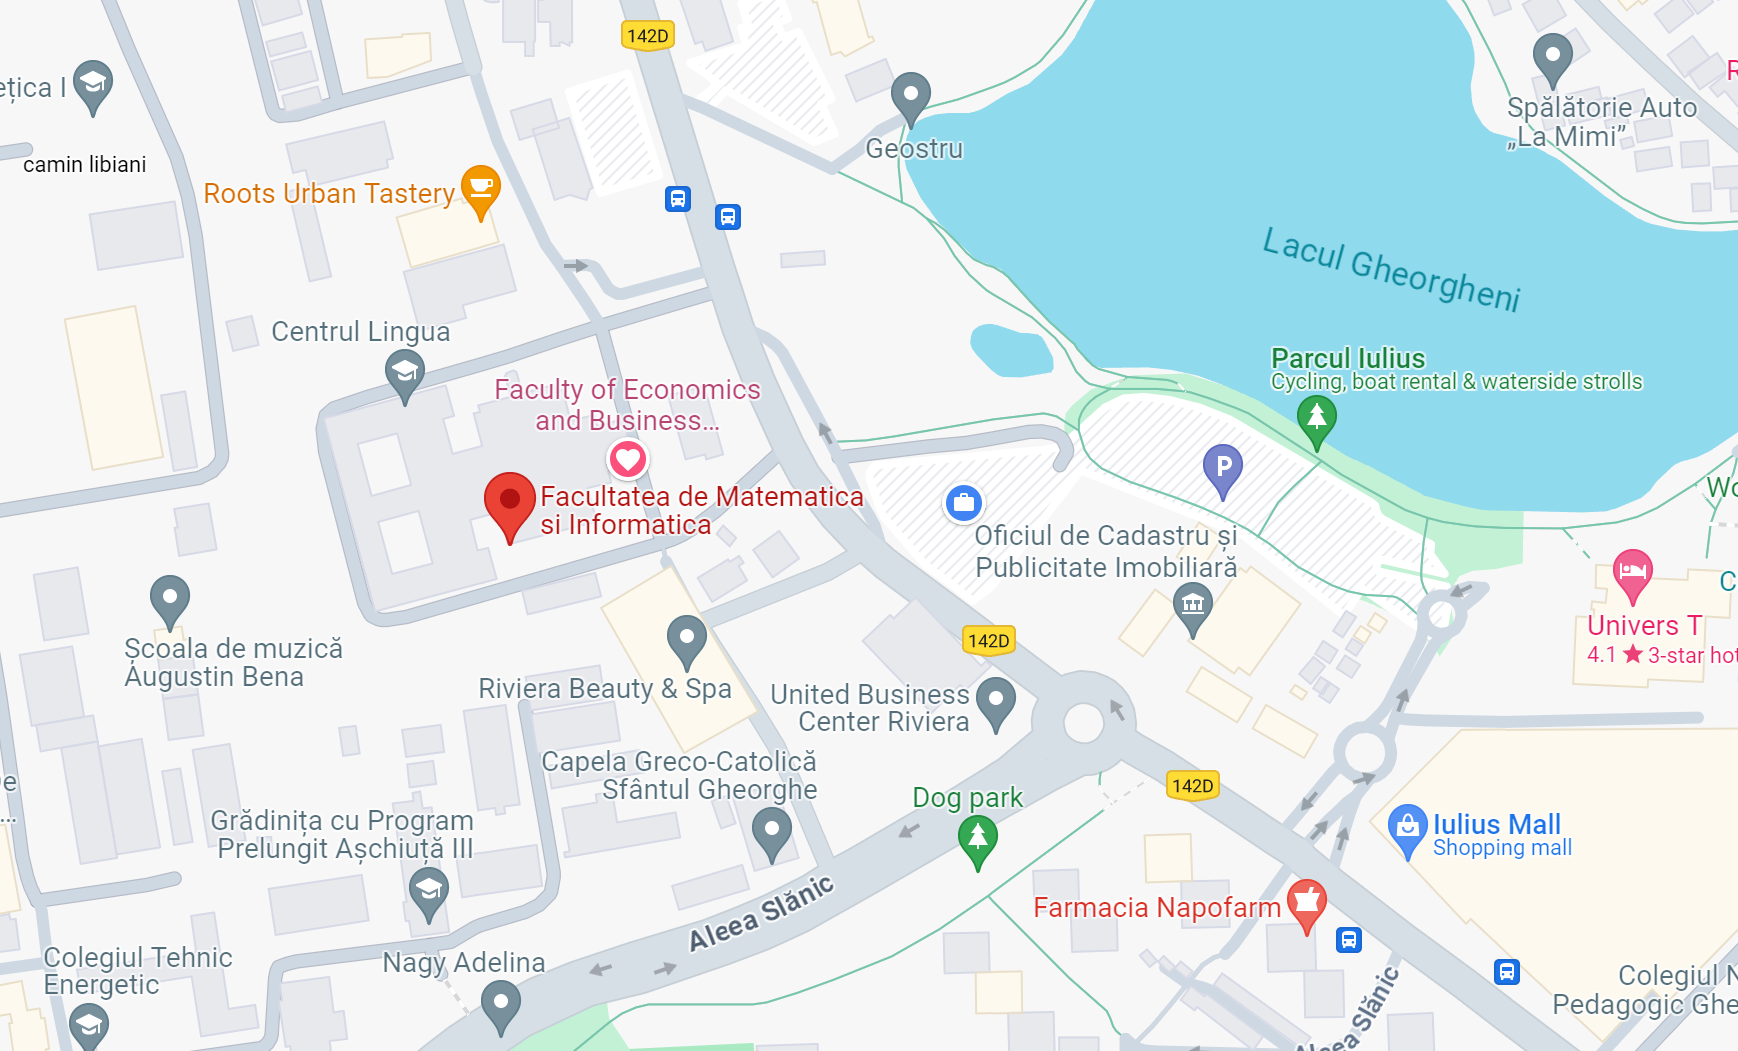 142D
ețica I
camin libiani
Geostru
Spălătorie Auto
„La Mimi”
Roots Urban Tastery
Lacul Gheorgheni
Centrul Lingua
Parcul Iulius
Cycling, boat rental & waterside strolls
Faculty of Economics
and Business...
P
Facultatea de Matematica
si Informatica
Oficiul de Cadastru și
Publicitate Imobiliară
Univers T
4.1 ★ 3-star hot
Școala de muzică
Augustin Bena
142D
Riviera Beauty & Spa
United Business
Center Riviera
Capela Greco-Catolică
Sfântul Gheorghe
142D
Dog park
Grădinița cu Program
Prelungit Așchiuță III
Iulius Mall
Shopping mall
Aleea Slănic
Farmacia Napofarm
Colegiul Tehnic
Energetic
Nagy Adelina
Colegiul N
Pedagogic Ghe
Aleea Slănic